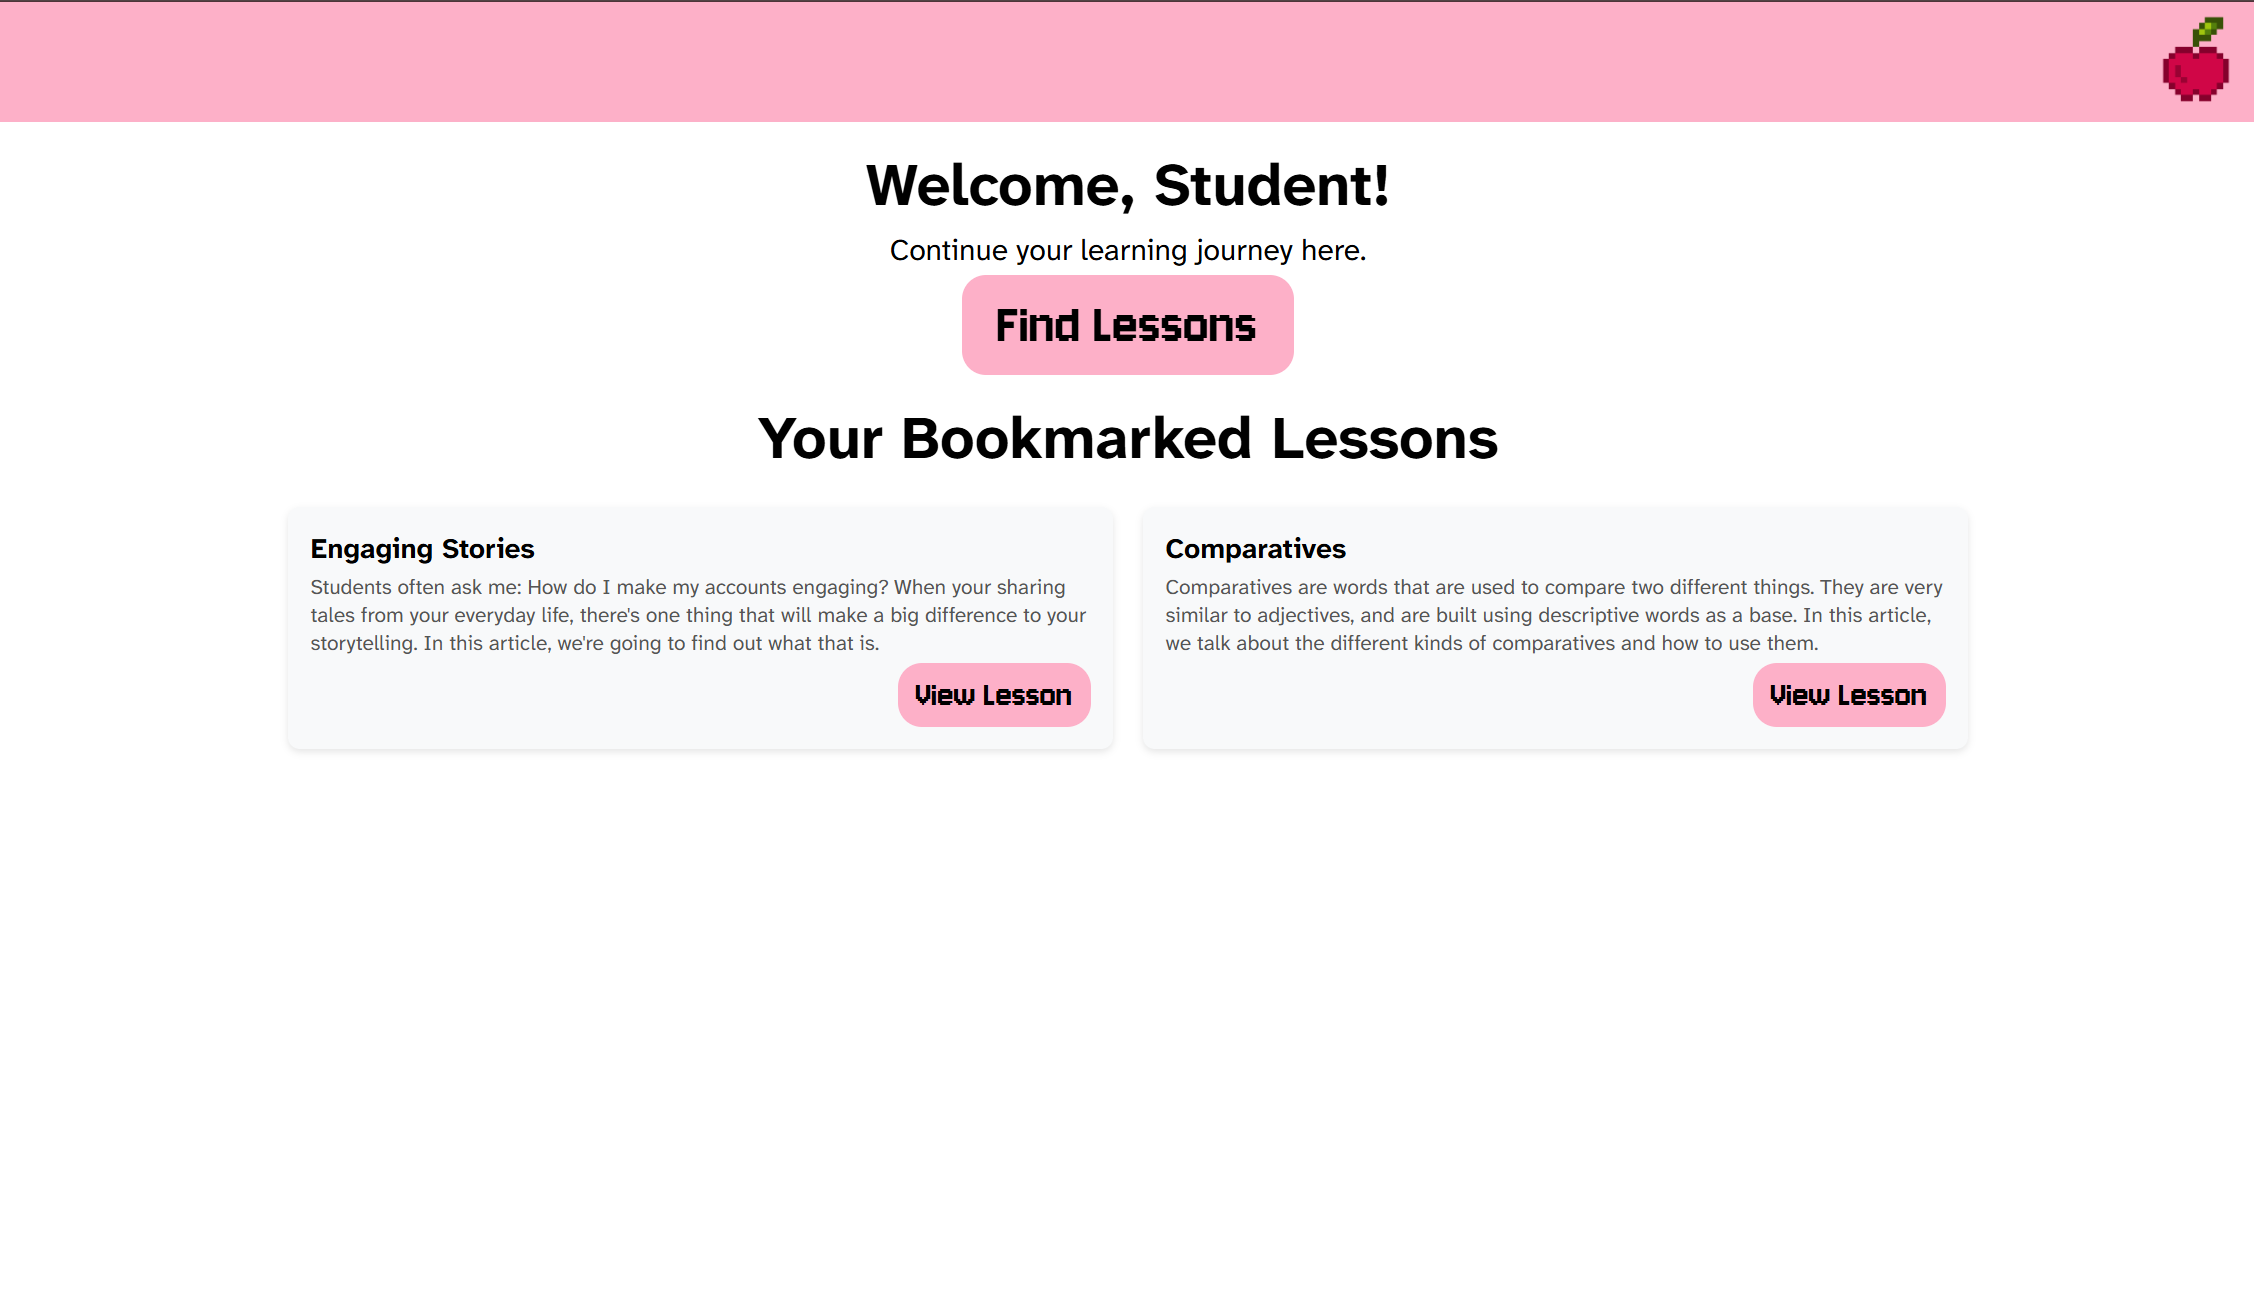 Welcome, Student!
Continue your learning journey here.
Find Lessons
Your Bookmarked Lessons
Engaging Stories
Students often ask me: How do I make my accounts engaging? When your sharing
tales from your everyday life, there's one thing that will make a big difference to your
storytelling. In this article, we're going to find out what that is.
View Lesson
Comparatives
Comparatives are words that are used to compare two different things. They are very
similar to adjectives, and are built using descriptive words as a base. In this article,
we talk about the different kinds of comparatives and how to use them.
View Lesson